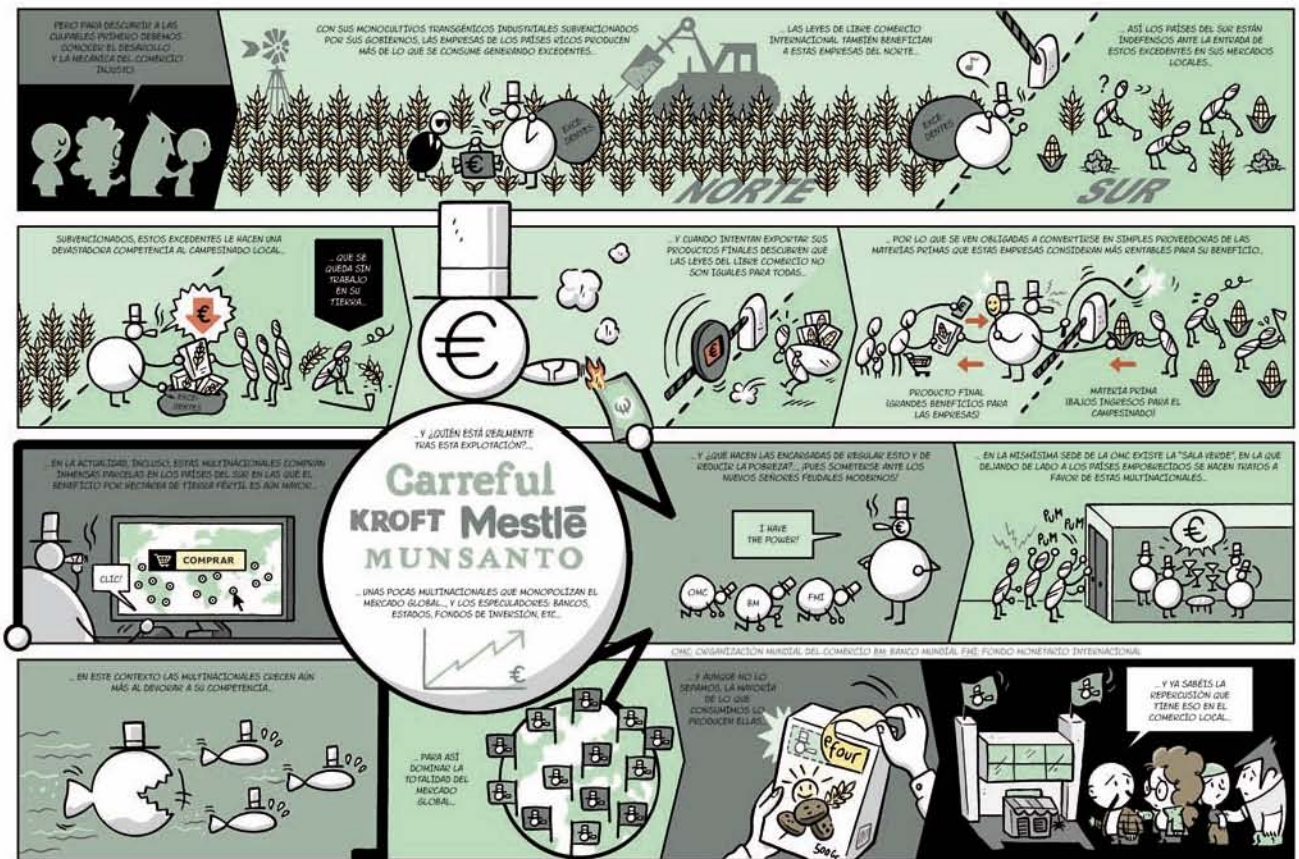 PERO PARA DESCUBRIR A LAS
CULPABLES PRIMERO DEBEMOS
CONOCER EL DESARROLLO
Y LA MECÁNICA DEL COMERCIO
INJUSTO.
CON SUS MONOCULTIVOS TRANSGÉNICOS INDUSTRIALES SUBVENCIONADOS
POR SUS GOBIERNOS, LAS EMPRESAS DE LOS PAÍSES RICOS PRODUCEN
MÁS DE LO QUE SE CONSUME GENERANDO EXCEDENTES...
€
EXCE-
DENTES
... LAS LEYES DE LIBRE COMERCIO
INTERNACIONAL TAMBIÉN BENEFICIAN
A ESTAS EMPRESAS DEL NORTE...
EXCE-
DENTES
NORTE
... ASÍ LOS PAÍSES DEL SUR ESTÁN
INDEFENSOS ANTE LA ENTRADA DE
ESTOS EXCEDENTES EN SUS MERCADOS
LOCALES...
?
SUR
SUBVENCIONADOS, ESTOS EXCEDENTES LE HACEN UNA
DEVASTADORA COMPETENCIA AL CAMPESINADO LOCAL...
€
EXCE-
DENTES
... QUE SE
QUEDA SIN
TRABAJO
EN SU
TIERRA...
€
... Y CUANDO INTENTAN EXPORTAR SUS
PRODUCTOS FINALES DESCUBREN QUE
LAS LEYES DEL LIBRE COMERCIO NO
SON IGUALES PARA TODAS...
€
... POR LO QUE SE VEN OBLIGADAS A CONVERTIRSE EN SIMPLES PROVEEDORAS DE LAS
MATERIAS PRIMAS QUE ESTAS EMPRESAS CONSIDERAN MÁS RENTABLES PARA SU BENEFICIO...
PRODUCTO FINAL
(GRANDES BENEFICIOS PARA
LAS EMPRESAS)
MATERIA PRIMA
(BAJOS INGRESOS PARA EL
CAMPESINADO)
... EN LA ACTUALIDAD, INCLUSO, ESTAS MULTINACIONALES COMPRAN
INMENSAS PARCELAS EN LOS PAÍSES DEL SUR EN LAS QUE EL
BENEFICIO POR HECTÁREA DE TIERRA FÉRTIL ES AÚN MAYOR...
COMPRAR
CLIC!
... Y ¿QUIÉN ESTÁ REALMENTE
TRAS ESTA EXPLOTACIÓN?...
Carreful
KROFT Mestlē
MUNSANTO
... UNAS POCAS MULTINACIONALES QUE MONOPOLIZAN EL
MERCADO GLOBAL..., Y LOS ESPECULADORES: BANCOS,
ESTADOS, FONDOS DE INVERSIÓN, ETC...
€
... Y ¿QUÉ HACEN LAS ENCARGADAS DE REGULAR ESTO Y DE
REDUCIR LA POBREZA?..., ¡PUES SOMETERSE ANTE LOS
NUEVOS SEÑORES FEUDALES MODERNOS!
I HAVE
THE POWER!
€
OMC
BM
FMI
... EN LA MISMÍSIMA SEDE DE LA OMC EXISTE LA "SALA VERDE", EN LA QUE
DEJANDO DE LADO A LOS PAÍSES EMPOBRECIDOS SE HACEN TRATOS A
FAVOR DE ESTAS MULTINACIONALES...
PUM
PUM
PUM
€
OMC: ORGANIZACIÓN MUNDIAL DEL COMERCIO BM: BANCO MUNDIAL FMI: FONDO MONETARIO INTERNACIONAL
... EN ESTE CONTEXTO LAS MULTINACIONALES CRECEN AÚN
MÁS AL DEVORAR A SU COMPETENCIA...
... PARA ASÍ
DOMINAR LA
TOTALIDAD DEL
MERCADO
GLOBAL...
... Y AUNQUE NO LO
SEPAMOS, LA MAYORÍA
DE LO QUE
CONSUMIMOS LO
PRODUCEN ELLAS...
efour
500Gr
... Y YA SABÉIS LA
REPERCUSIÓN QUE
TIENE ESO EN EL
COMERCIO LOCAL...